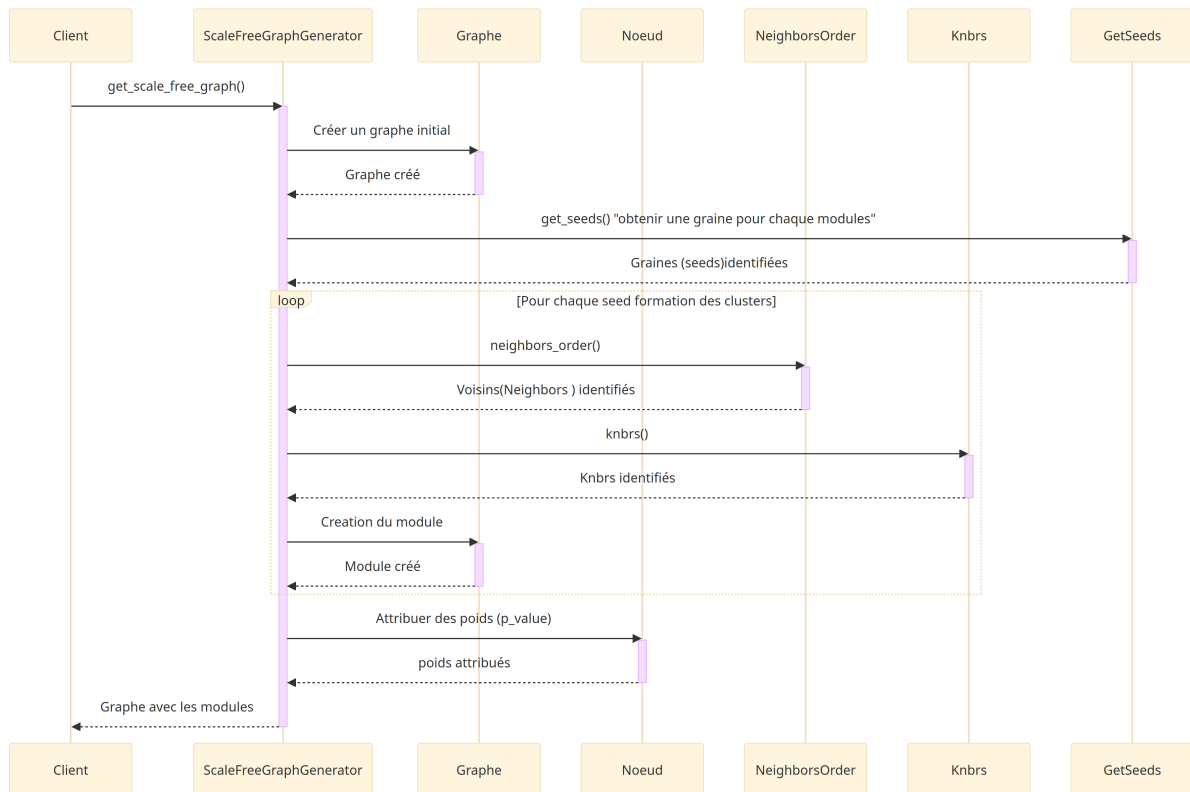 Client
ScaleFreeGraphGenerator
Graphe
Noeud
NeighborsOrder
Knbrs
GetSeeds
get_scale_free_graph()
Créer un graphe initial
Graphe créé
get_seeds() "obtenir une graine pour chaque modules"
Graines (seeds)identifiées
loop
[Pour chaque seed formation des clusters]
neighbors_order()
Voisins(Neighbors ) identifiés
knbrs()
Knbrs identifiés
Creation du module
Module créé
Attribuer des poids (p_value)
poids attribués
Graphe avec les modules
Client
ScaleFreeGraphGenerator
Graphe
Noeud
NeighborsOrder
Knbrs
GetSeeds